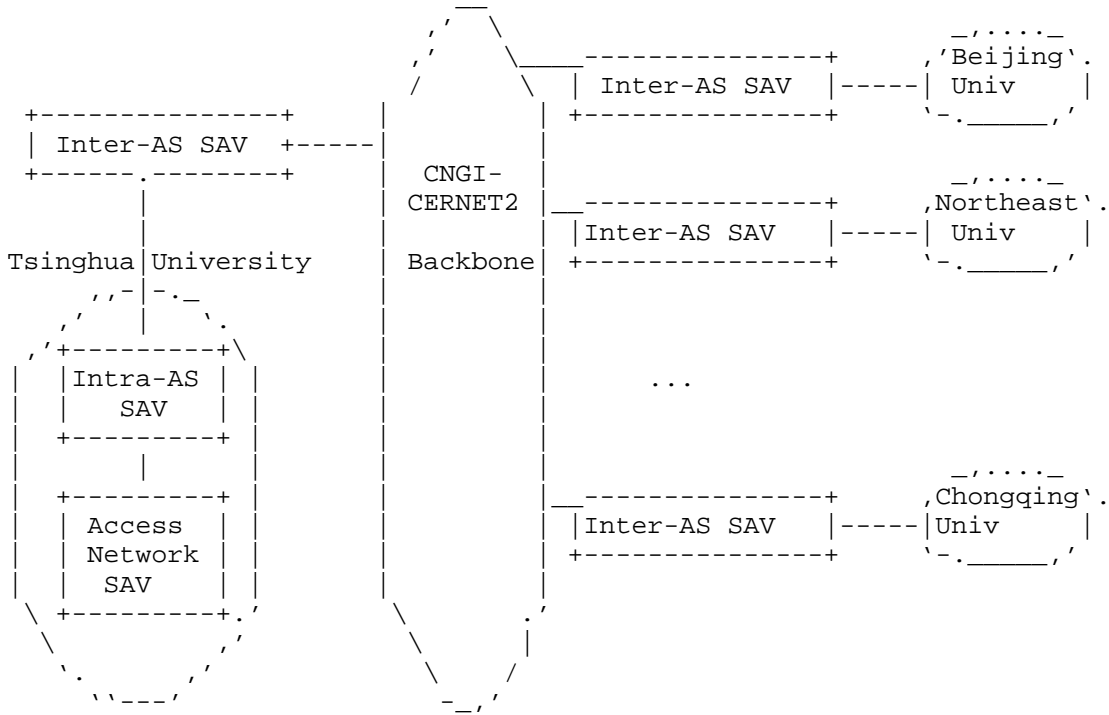 Beijing
Inter-AS SAV
Univ
Inter-AS SAV
CNGI-
CERNET2
Backbone
Northeast
Inter-AS SAV
Univ
Tsinghua University
Intra-AS
SAV
...
Access
Network
SAV
Chongqing
Inter-AS SAV
Univ